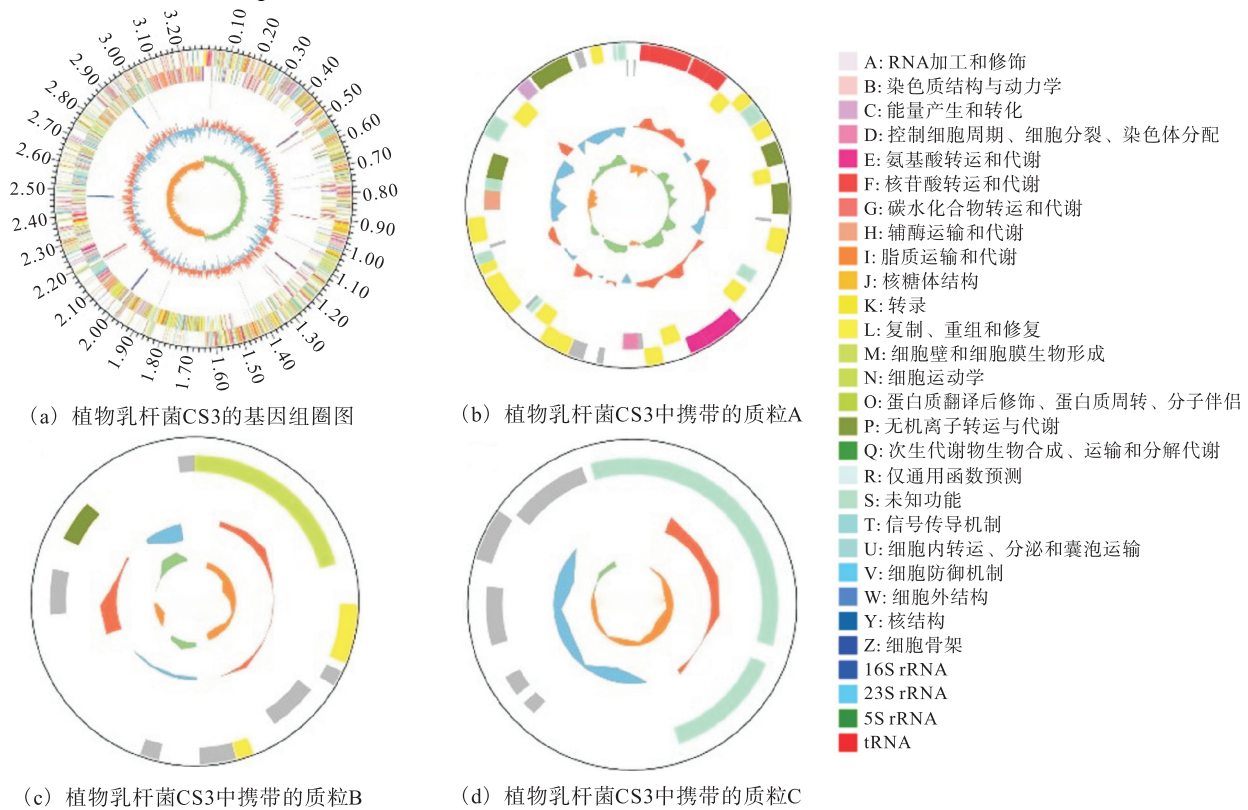 0.10
0.20
0.30
0.40
0.50
0.60
0.70
0.80
0.90
1.00
1.10
1.20
1.30
1.40
1.50
1.60
1.70
1.80
1.90
2.00
2.10
2.20
2.30
2.40
2.50
2.60
2.70
2.80
2.90
3.00
3.10
3.20
(a) 植物乳杆菌CS3的基因组圈图
(b) 植物乳杆菌CS3中携带的质粒A
(c) 植物乳杆菌CS3中携带的质粒B
(d) 植物乳杆菌CS3中携带的质粒C
A: RNA加工和修饰
B: 染色质结构与动力学
C: 能量产生和转化
D: 控制细胞周期、细胞分裂、染色体分配
E: 氨基酸转运和代谢
F: 核苷酸转运和代谢
G: 碳水化合物转运和代谢
H: 辅酶运输和代谢
I: 脂质运输和代谢
J: 核糖体结构
K: 转录
L: 复制、重组和修复
M: 细胞壁和细胞膜生物形成
N: 细胞运动学
O: 蛋白质翻译后修饰、蛋白质周转、分子伴侣
P: 无机离子转运与代谢
Q: 次生代谢物生物合成、运输和分解代谢
R: 仅通用函数预测
S: 未知功能
T: 信号传导机制
U: 细胞内转运、分泌和囊泡运输
V: 细胞防御机制
W: 细胞外结构
Y: 核结构
Z: 细胞骨架
16S rRNA
23S rRNA
5S rRNA
tRNA